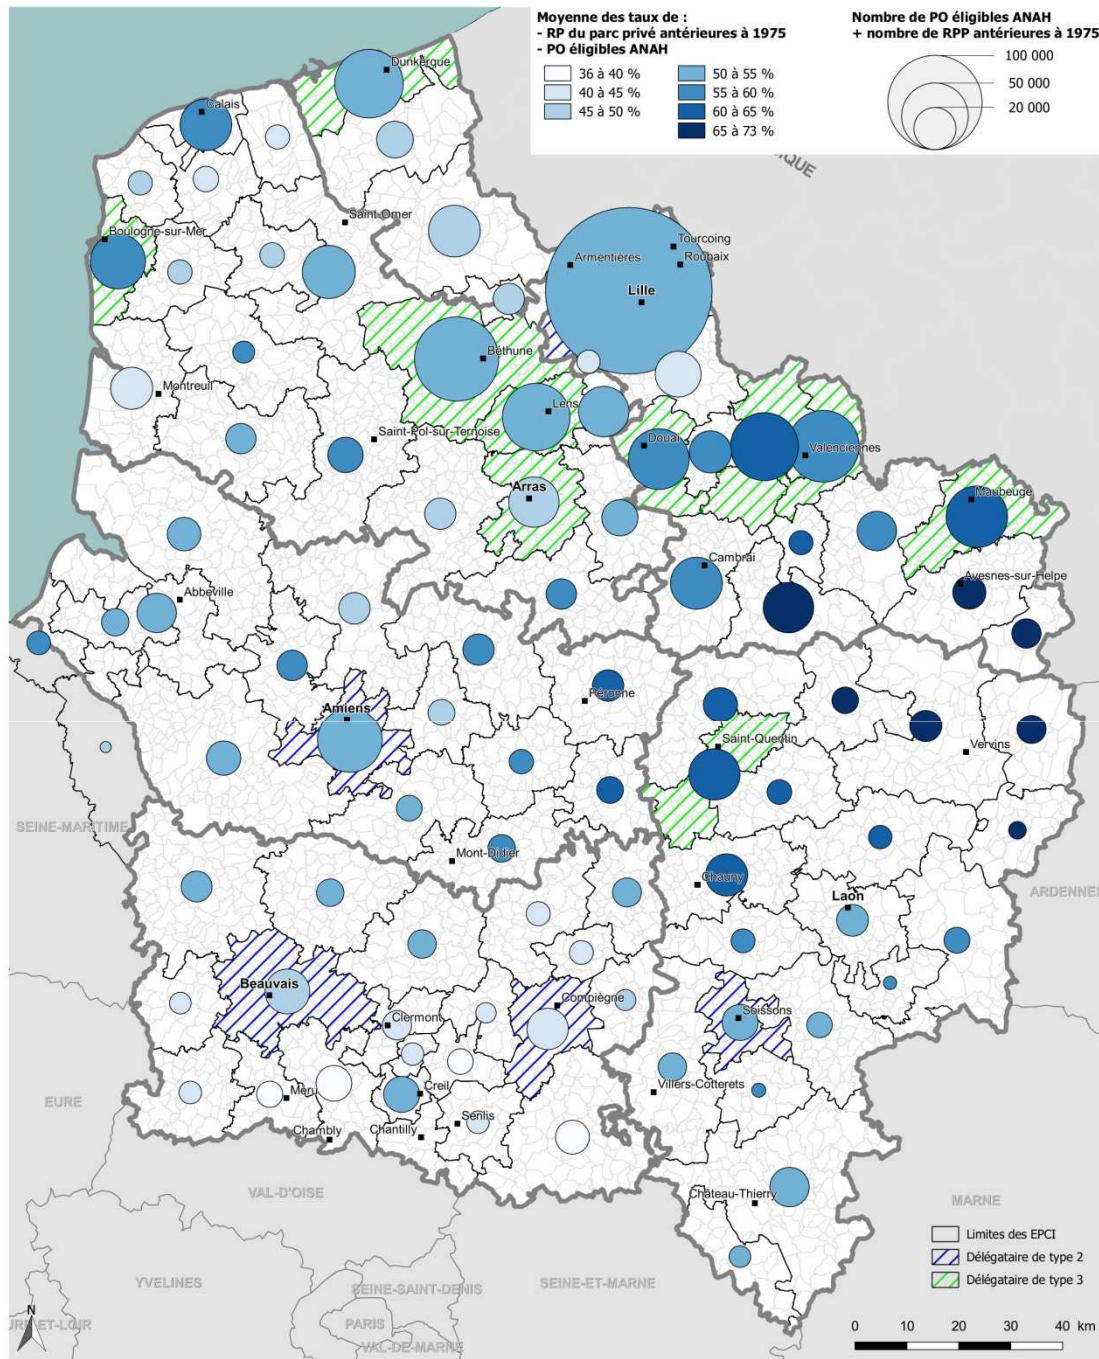 Moyenne des taux de :
- RP du parc privé antérieures à 1975
- PO éligibles ANAH
36 à 40 %
40 à 45 %
45 à 50 %
50 à 55 %
55 à 60 %
60 à 65 %
65 à 73 %
Nombre de PO éligibles ANAH
+ nombre de RPP antérieures à 1975
100 000
50 000
20 000
Dunkerque
Calais
Saint-Omer
Boulogne-sur-Mer
Tourcoing
Armentières
Roubaix
Lille
Béthune
Montreuil
Lens
Saint-Pol-sur-Ternoise
Douai
Valenciennes
Arras
Maubeuge
Cambrai
Avesnes-sur-Helpe
Abbeville
Péronne
Amiens
Saint-Quentin
Vervins
SEINE-MARITIME
Mont-Didier
Chauny
ARDENNES
Laon
Beauvais
Compiègne
Clermont
Soissons
EURE
Méru
Creil
Villers-Cotterets
Senlis
Chambly
Chantilly
VAL-D'OISE
Château-Thierry
MARNE
YVELINES
SEINE-SAINT-DENIS
SEINE-ET-MARNE
PARIS
VAL-DE-MARNE
Limites des EPCI
Délégataire de type 2
Délégataire de type 3
N
0 10 20 30 40 km